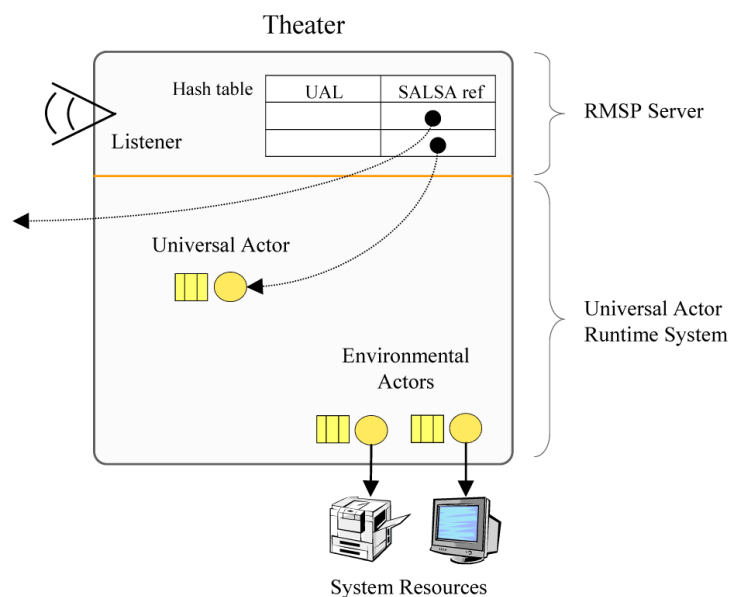 Theater
Hash table
UAL
SALSA ref
RMSP Server
Listener
Universal Actor
Universal Actor
Runtime System
Environmental
Actors
System Resources